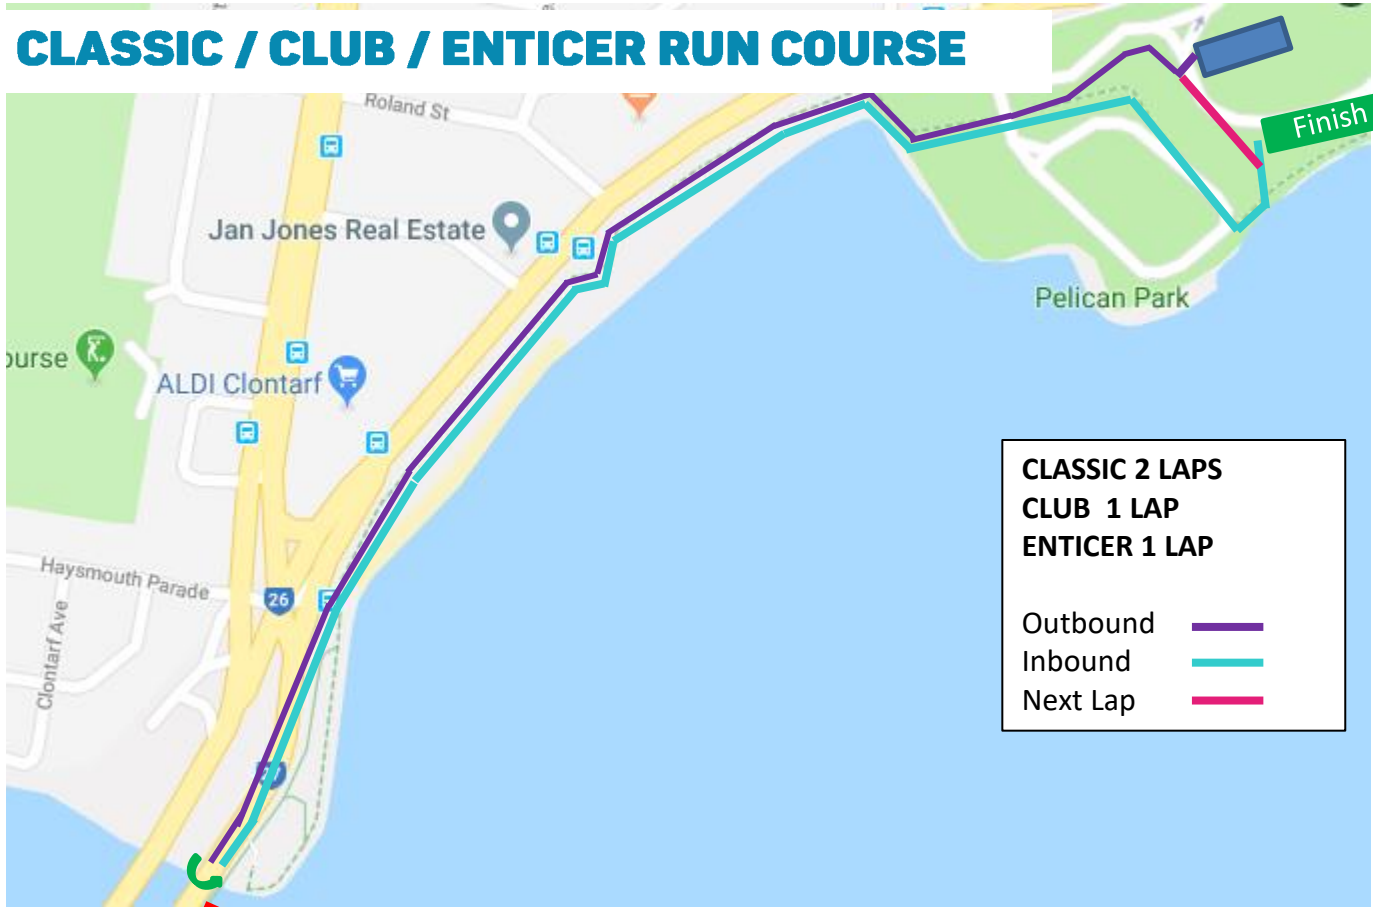 CLASSIC / CLUB / ENTICER RUN COURSE
Roland St
Finish
Jan Jones Real Estate
Pelican Park
ourse
ALDI Clontarf
CLASSIC 2 LAPS
CLUB 1 LAP
ENTICER 1 LAP
Haysmouth Parade
26
Clontarf Ave
Outbound
Inbound
Next Lap